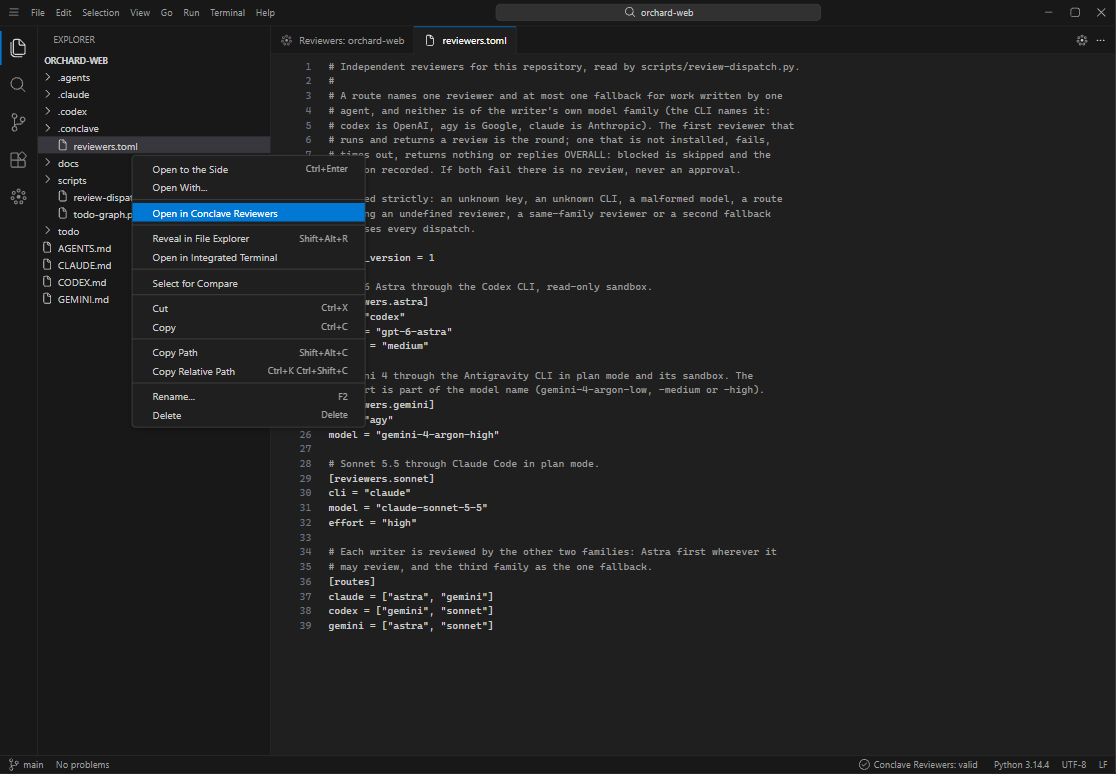 File Edit Selection View Go Run Terminal Help
orchard-web
EXPLORER
ORCHARD-WEB
.agents
.claude
.codex
.conclave
reviewers.toml
docs
scripts
review-dispat
todo-graph.p
todo
AGENTS.md
CLAUDE.md
CODEX.md
GEMINI.md
Open to the Side Ctrl+Enter
Open With...
Open in Conclave Reviewers
Reveal in File Explorer Shift+Alt+R
Open in Integrated Terminal
Select for Compare
Cut Ctrl+X
Copy Ctrl+C
Copy Path Shift+Alt+C
Copy Relative Path Ctrl+K Ctrl+Shift+C
Rename... F2
Delete Delete
Reviewers: orchard-web reviewers.toml
1 # Independent reviewers for this repository, read by scripts/review-dispatch.py.
2 #
3 # A route names one reviewer and at most one fallback for work written by one
4 # agent, and neither is of the writer's own model family (the CLI names it:
5 # codex is OpenAI, agy is Google, claude is Anthropic). The first reviewer that
6 # runs and returns a review is the round; one that is not installed, fails,
7 # times out, returns nothing or replies OVERALL: blocked is skipped and the
on recorded. If both fail there is no review, never an approval.
ed strictly: an unknown key, an unknown CLI, a malformed model, a route
ng an undefined reviewer, a same-family reviewer or a second fallback
ses every dispatch.
_version = 1
6 Astra through the Codex CLI, read-only sandbox.
wers.astra]
"codex"
= "gpt-6-astra"
= "medium"
ni 4 through the Antigravity CLI in plan mode and its sandbox. The
rt is part of the model name (gemini-4-argon-low, -medium or -high).
wers.gemini]
"agy"
26 model = "gemini-4-argon-high"
27
28 # Sonnet 5.5 through Claude Code in plan mode.
29 [reviewers.sonnet]
30 cli = "claude"
31 model = "claude-sonnet-5-5"
32 effort = "high"
33
34 # Each writer is reviewed by the other two families: Astra first wherever it
35 # may review, and the third family as the one fallback.
36 [routes]
37 claude = ["astra", "gemini"]
38 codex = ["gemini", "sonnet"]
39 gemini = ["astra", "sonnet"]
main No problems Conclave Reviewers: valid Python 3.14.4 UTF-8 LF